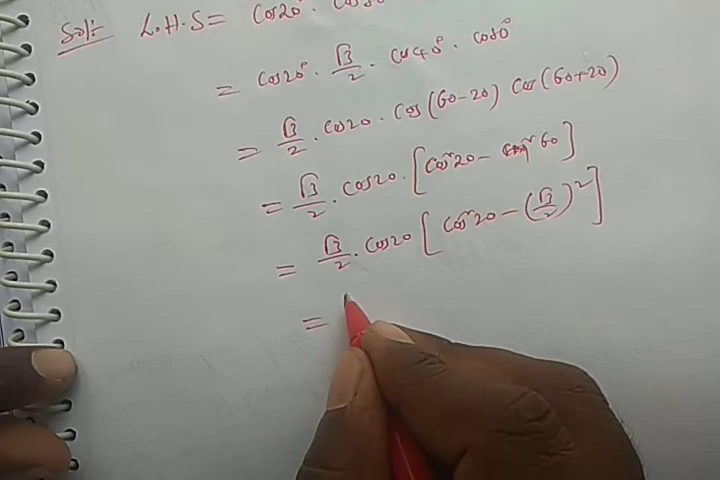 Sol:- L.H.S = Cos20° . Cos
= Cos20° . √3/2 . Cos40° . Cos80°
= √3/2 . Cos20 . Cos(60-20) Cos(60+20)
= √3/2 . Cos20 . [Cos²20 - 60]
= √3/2 . Cos20 [Cos²20 - (√3/2)²]
=